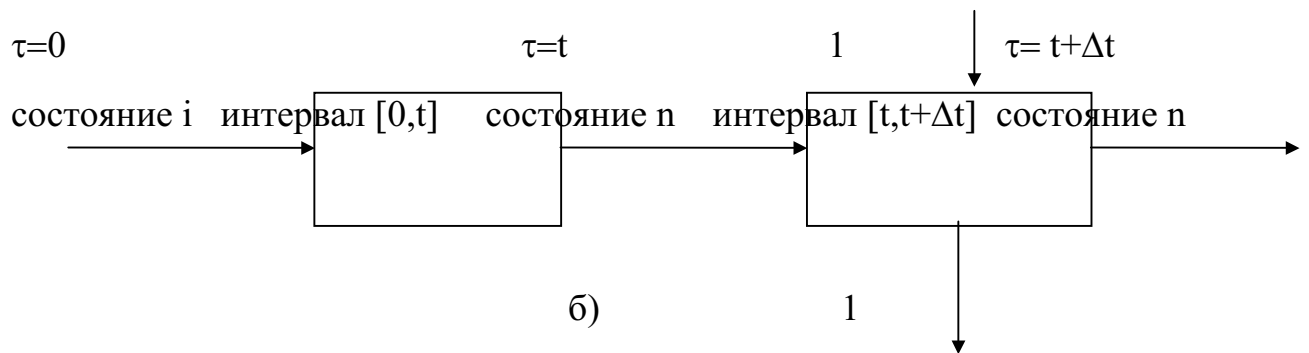 τ=0 τ=t 1 τ= t+Δt
состояние i интервал [0,t] состояние n интервал [t,t+Δt] состояние n
б) 1